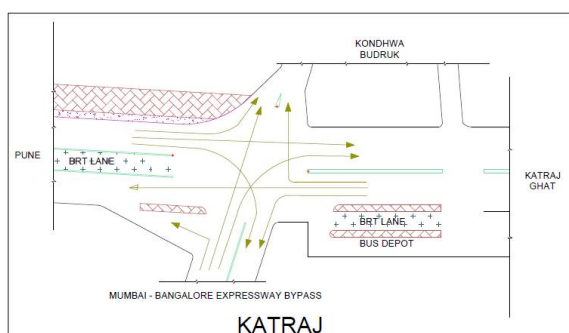 KONDHWA
BUDRUK
PUNE
BRT LANE
KATRAJ
GHAT
BRT LANE
BUS DEPOT
MUMBAI - BANGALORE EXPRESSWAY BYPASS
KATRAJ